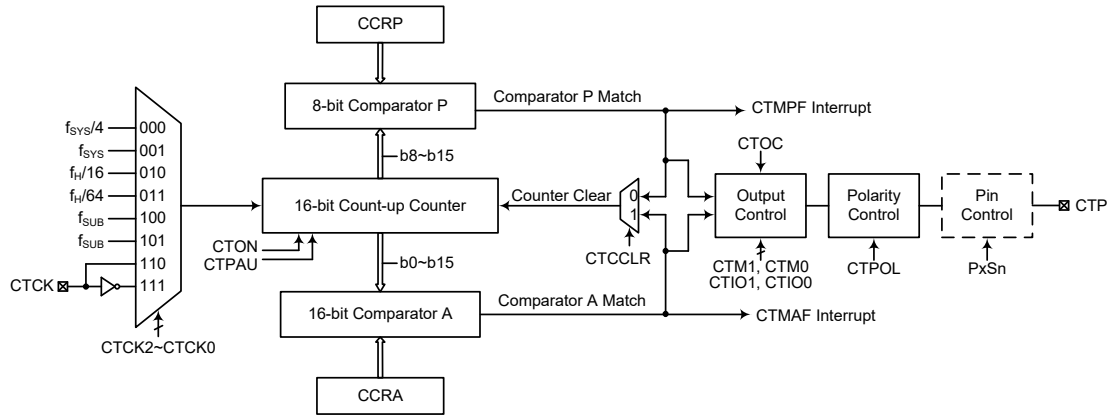 CCRP
8-bit Comparator P
Comparator P Match
CTMPF Interrupt
b8~b15
fSYS/4
000
fSYS
001
fH/16
010
fH/64
011
fSUB
100
fSUB
101
110
111
CTCK
CTCK2~CTCK0
16-bit Count-up Counter
CTON
CTPAU
Counter Clear
0
1
CTCCLR
CTOC
Output
Control
CTM1, CTM0
CTIO1, CTIO0
Polarity
Control
CTPOL
Pin
Control
PxSn
CTP
b0~b15
16-bit Comparator A
Comparator A Match
CTMAF Interrupt
CCRA